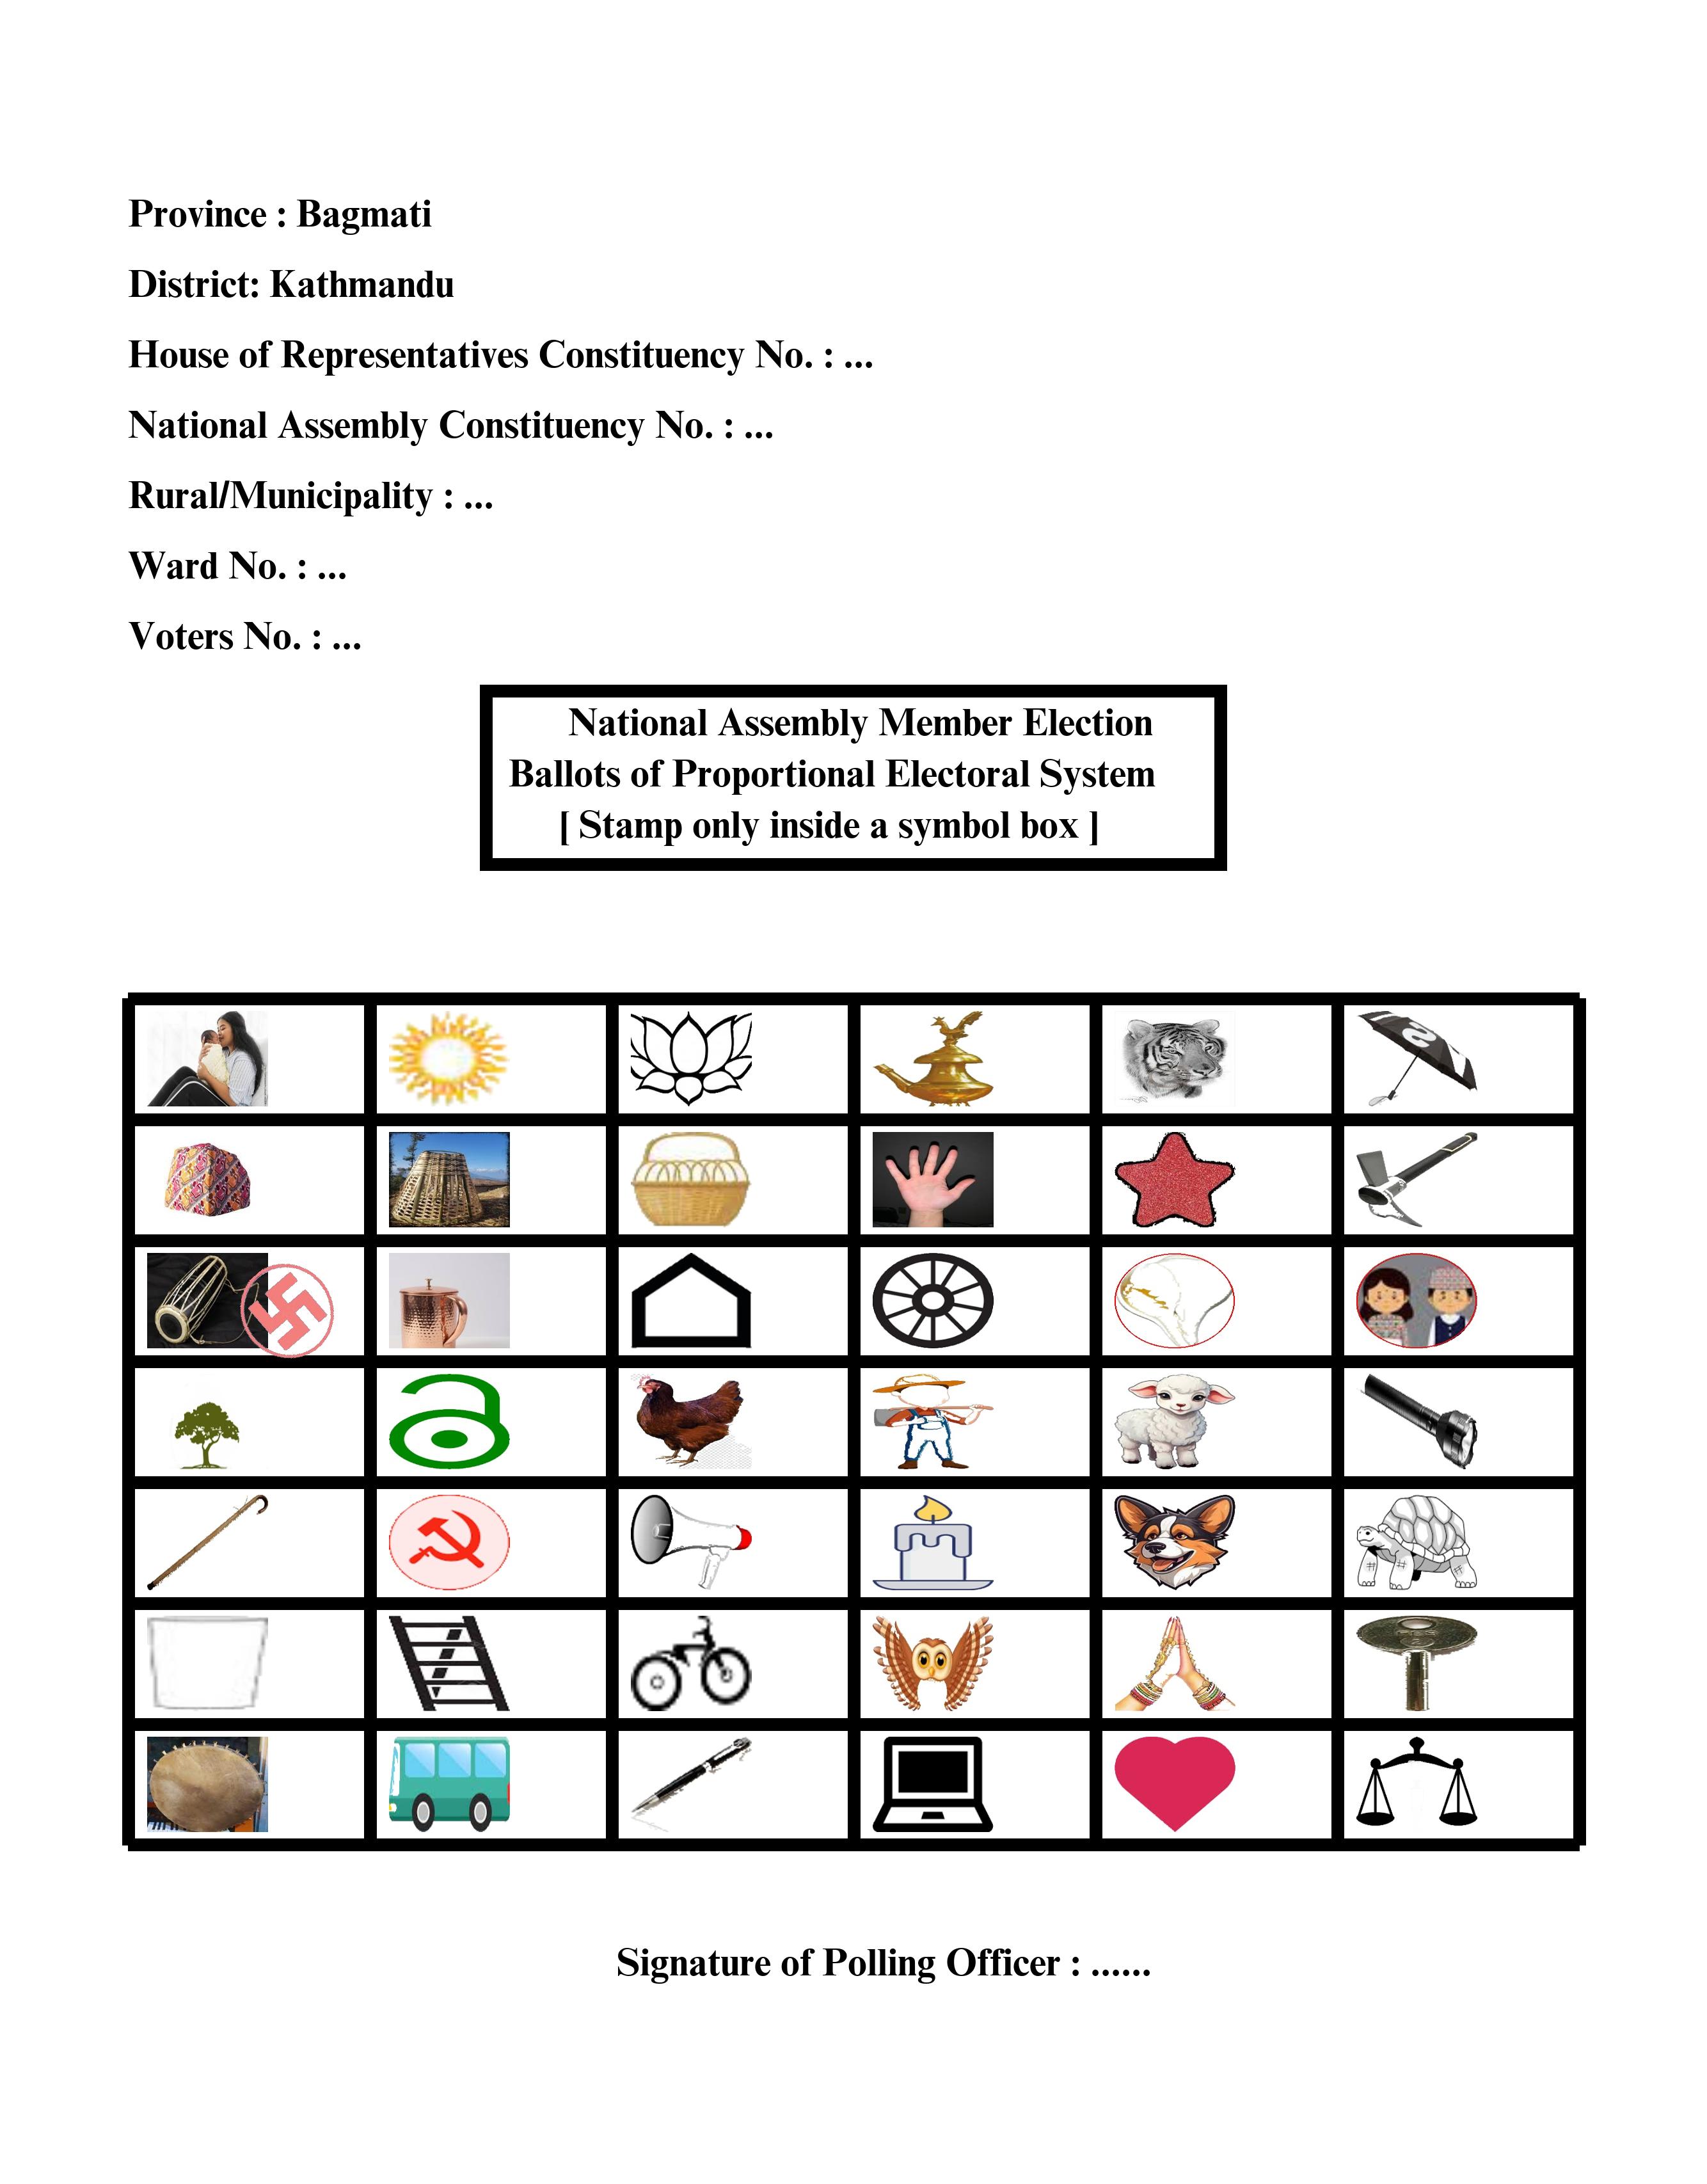 Province : Bagmati
District: Kathmandu
House of Representatives Constituency No. : ...
National Assembly Constituency No. : ...
Rural/Municipality : ...
Ward No. : ...
Voters No. : ...
National Assembly Member Election
Ballots of Proportional Electoral System
[ Stamp only inside a symbol box ]
Signature of Polling Officer : ......